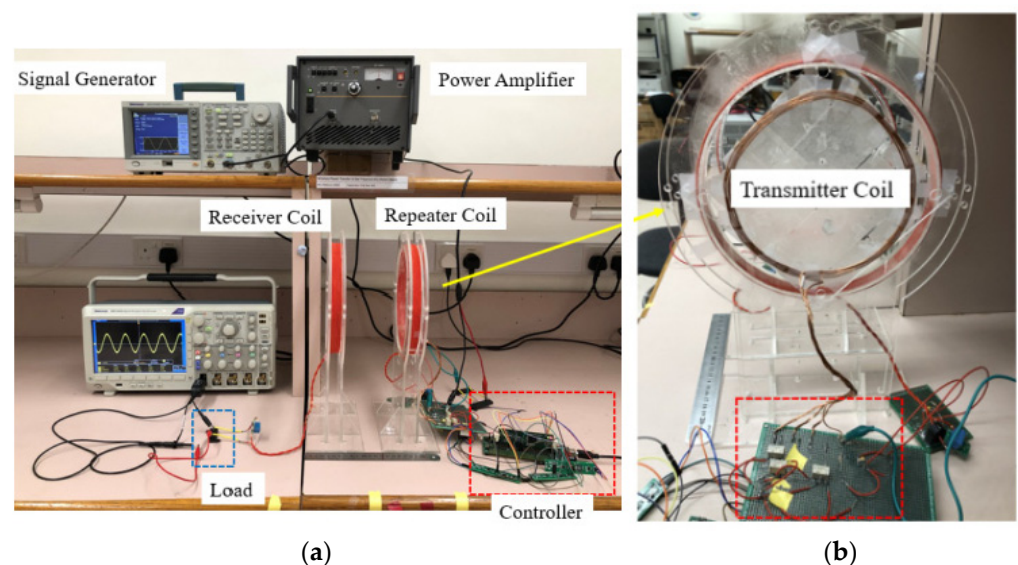 Signal Generator
Power Amplifier
Receiver Coil
Repeater Coil
Load
Controller
(a)
Transmitter Coil
(b)